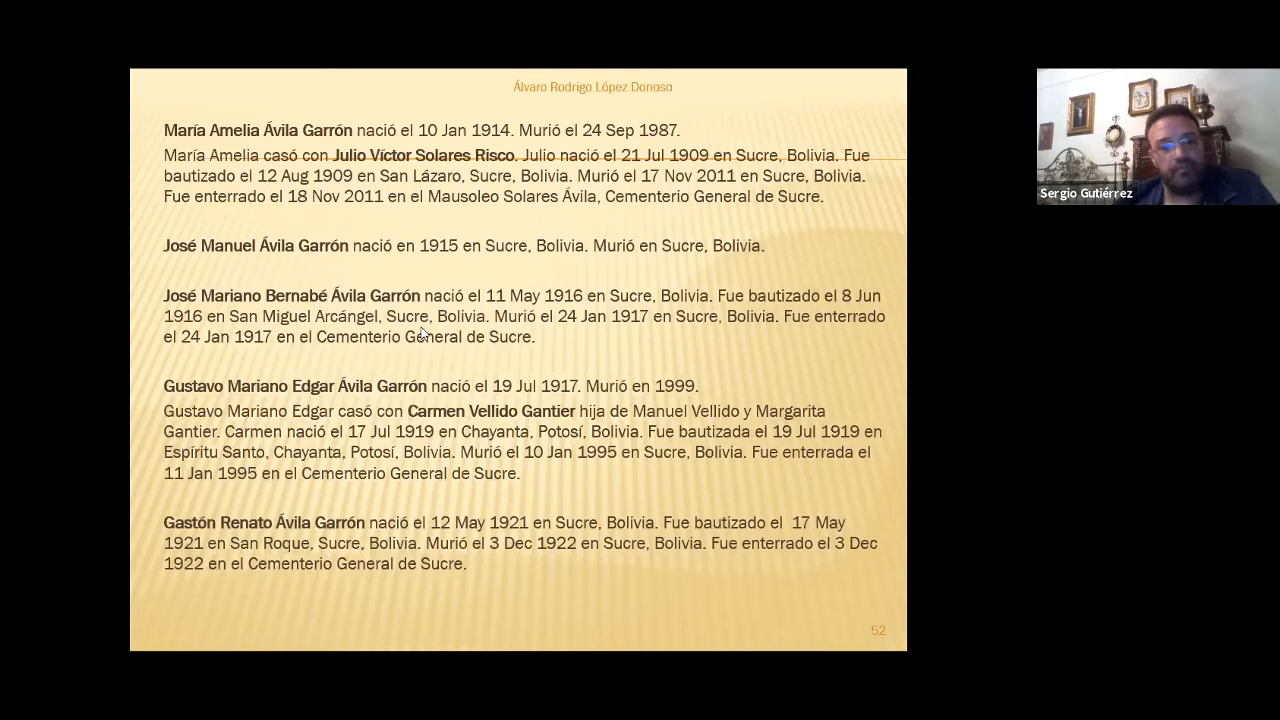 Álvaro Rodrigo López Donoso
María Amelia Ávila Garrón nació el 10 Jan 1914. Murió el 24 Sep 1987.
María Amelia casó con Julio Víctor Solares Risco. Julio nació el 21 Jul 1909 en Sucre, Bolivia. Fue
bautizado el 12 Aug 1909 en San Lázaro, Sucre, Bolivia. Murió el 17 Nov 2011 en Sucre, Bolivia.
Fue enterrado el 18 Nov 2011 en el Mausoleo Solares Ávila, Cementerio General de Sucre.
José Manuel Ávila Garrón nació en 1915 en Sucre, Bolivia. Murió en Sucre, Bolivia.
José Mariano Bernabé Ávila Garrón nació el 11 May 1916 en Sucre, Bolivia. Fue bautizado el 8 Jun
1916 en San Miguel Arcángel, Sucre, Bolivia. Murió el 24 Jan 1917 en Sucre, Bolivia. Fue enterrado
el 24 Jan 1917 en el Cementerio General de Sucre.
Gustavo Mariano Edgar Ávila Garrón nació el 19 Jul 1917. Murió en 1999.
Gustavo Mariano Edgar casó con Carmen Vellido Gantier hija de Manuel Vellido y Margarita
Gantier. Carmen nació el 17 Jul 1919 en Chayanta, Potosí, Bolivia. Fue bautizada el 19 Jul 1919 en
Espíritu Santo, Chayanta, Potosí, Bolivia. Murió el 10 Jan 1995 en Sucre, Bolivia. Fue enterrada el
11 Jan 1995 en el Cementerio General de Sucre.
Gastón Renato Ávila Garrón nació el 12 May 1921 en Sucre, Bolivia. Fue bautizado el 17 May
1921 en San Roque, Sucre, Bolivia. Murió el 3 Dec 1922 en Sucre, Bolivia. Fue enterrado el 3 Dec
1922 en el Cementerio General de Sucre.
52
Sergio Gutiérrez